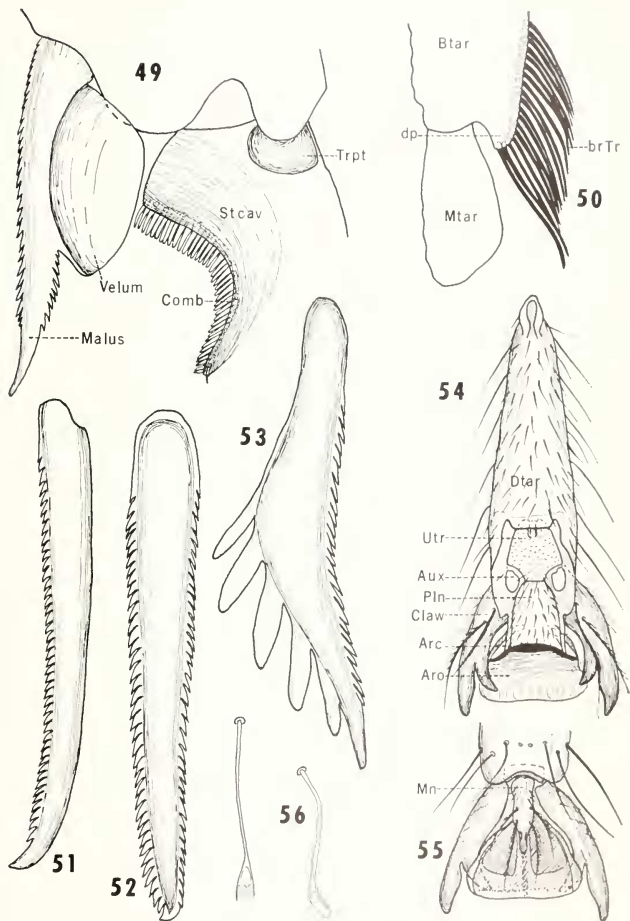 49
Trpt
Stcav
Velum
Comb
Malus
Btar
dp
brTr
50
Mtar
53
54
Dtar
Utr
Aux
Pln
Claw
Arc
Aro
51
52
56
Mn
55